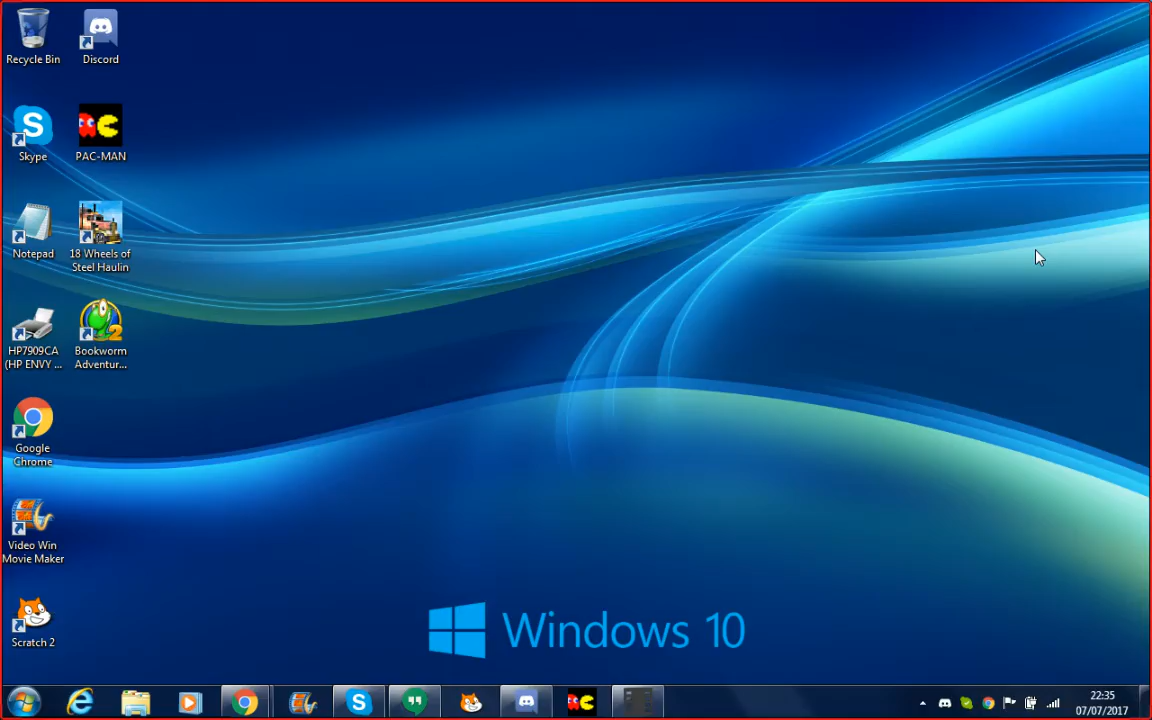 Recycle Bin
Discord
Skype
PAC-MAN
Notepad
18 Wheels of
Steel Haulin
HP7909CA
(HP ENVY ...
Bookworm
Adventur...
Google
Chrome
Video Win
Movie Maker
Scratch 2
Windows 10
22:35
07/07/2017